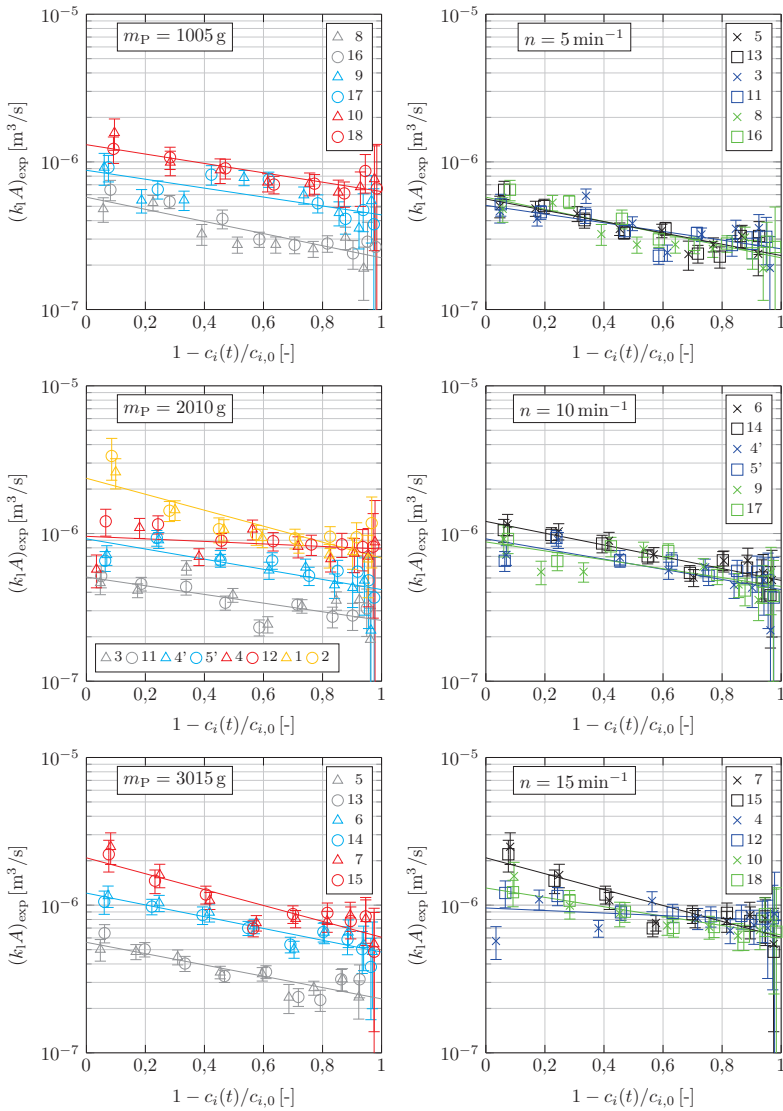 m_P = 1005 g
8
16
9
17
10
18
10^−5
10^−6
10^−7
(k_l A)_exp [m^3/s]
0 0,2 0,4 0,6 0,8 1
1 − c_i(t)/c_{i,0} [-]
n = 5 min^−1
5
13
3
11
8
16
10^−5
10^−6
10^−7
(k_l A)_exp [m^3/s]
0 0,2 0,4 0,6 0,8 1
1 − c_i(t)/c_{i,0} [-]
m_P = 2010 g
3 11 4' 5' 4 12 1 2
10^−5
10^−6
10^−7
(k_l A)_exp [m^3/s]
0 0,2 0,4 0,6 0,8 1
1 − c_i(t)/c_{i,0} [-]
n = 10 min^−1
6
14
4'
5'
9
17
10^−5
10^−6
10^−7
(k_l A)_exp [m^3/s]
0 0,2 0,4 0,6 0,8 1
1 − c_i(t)/c_{i,0} [-]
m_P = 3015 g
5
13
6
14
7
15
10^−5
10^−6
10^−7
(k_l A)_exp [m^3/s]
0 0,2 0,4 0,6 0,8 1
1 − c_i(t)/c_{i,0} [-]
n = 15 min^−1
7
15
4
12
10
18
10^−5
10^−6
10^−7
(k_l A)_exp [m^3/s]
0 0,2 0,4 0,6 0,8 1
1 − c_i(t)/c_{i,0} [-]